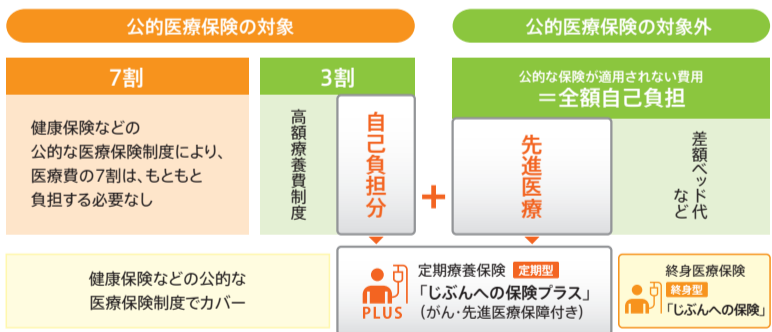 公的医療保険の対象
公的医療保険の対象外
7割
3割
公的な保険が適用されない費用
＝全額自己負担
健康保険などの
公的な医療保険制度により、
医療費の7割は、もともと
負担する必要なし
高額療養費制度
自己負担分
+
先進医療
差額ベッド代
など
健康保険などの公的な
医療保険制度でカバー
PLUS
定期療養保険 定期型
「じぶんへの保険プラス」
(がん・先進医療保障付き)
終身医療保険
終身型
「じぶんへの保険」